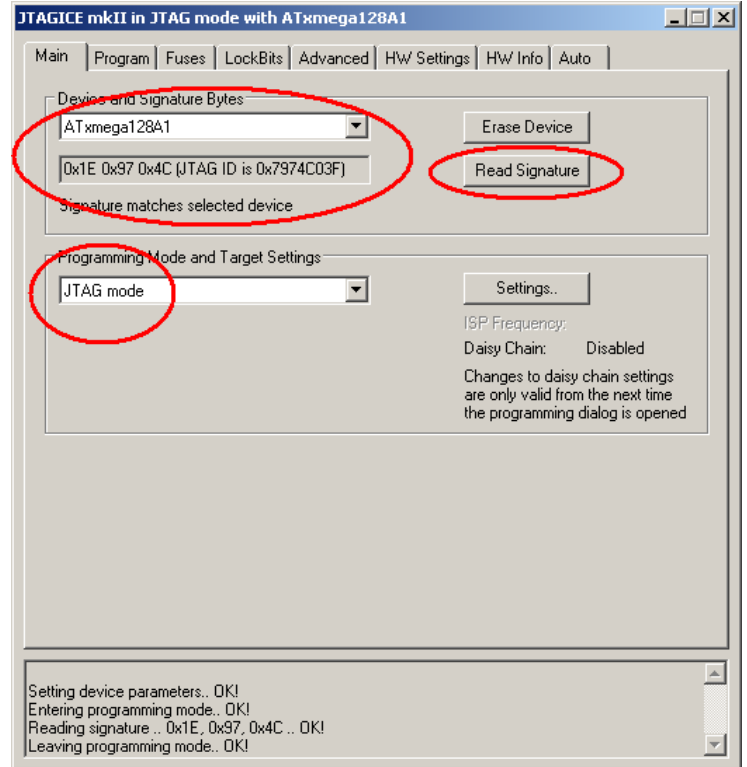 JTAGICE mkII in JTAG mode with ATxmega128A1
Main Program Fuses LockBits Advanced HW Settings HW Info Auto
Device and Signature Bytes
ATxmega128A1
Erase Device
0x1E 0x97 0x4C (JTAG ID is 0x7974C03F)
Read Signature
Signature matches selected device
Programming Mode and Target Settings
JTAG mode
Settings..
ISP Frequency:
Daisy Chain: Disabled
Changes to daisy chain settings
are only valid from the next time
the programming dialog is opened
Setting device parameters.. OK!
Entering programming mode.. OK!
Reading signature .. 0x1E, 0x97, 0x4C .. OK!
Leaving programming mode.. OK!